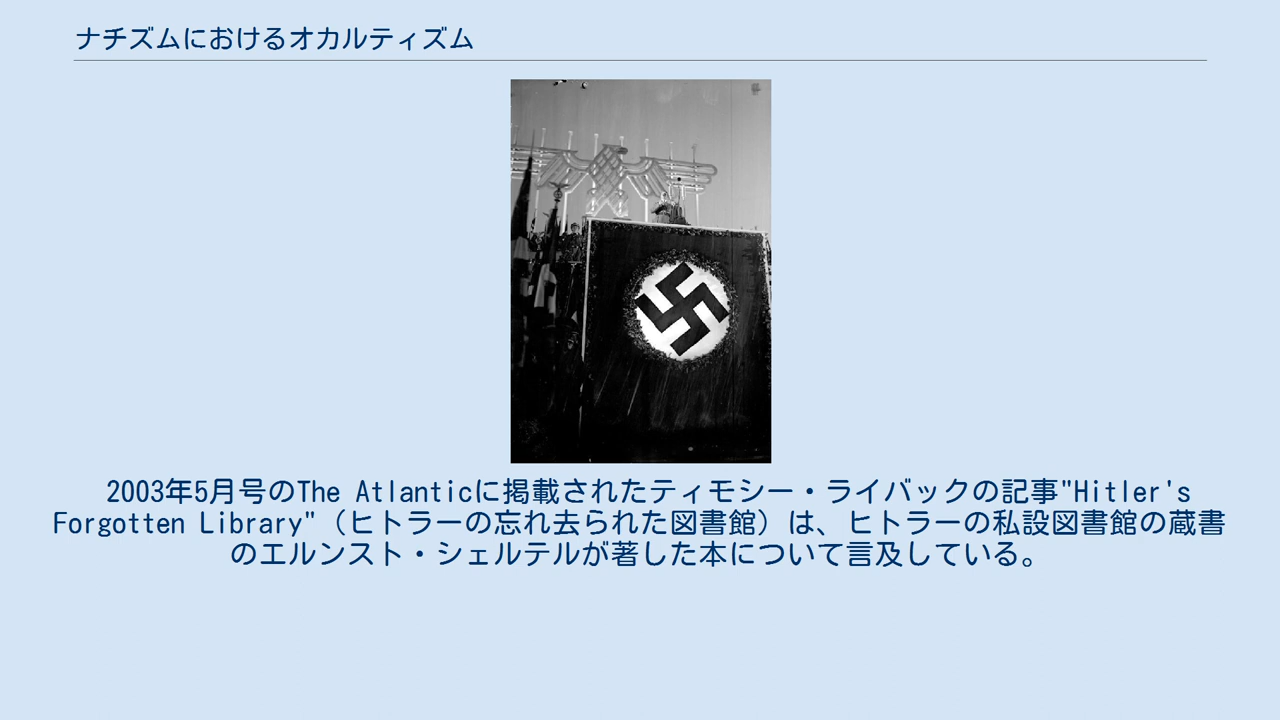 ナチズムにおけるオカルティズム
2003年5月号のThe Atlanticに掲載されたティモシー・ライバックの記事"Hitler's
Forgotten Library"（ヒトラーの忘れ去られた図書館）は、ヒトラーの私設図書館の蔵書
のエルンスト・シェルテルが著した本について言及している。